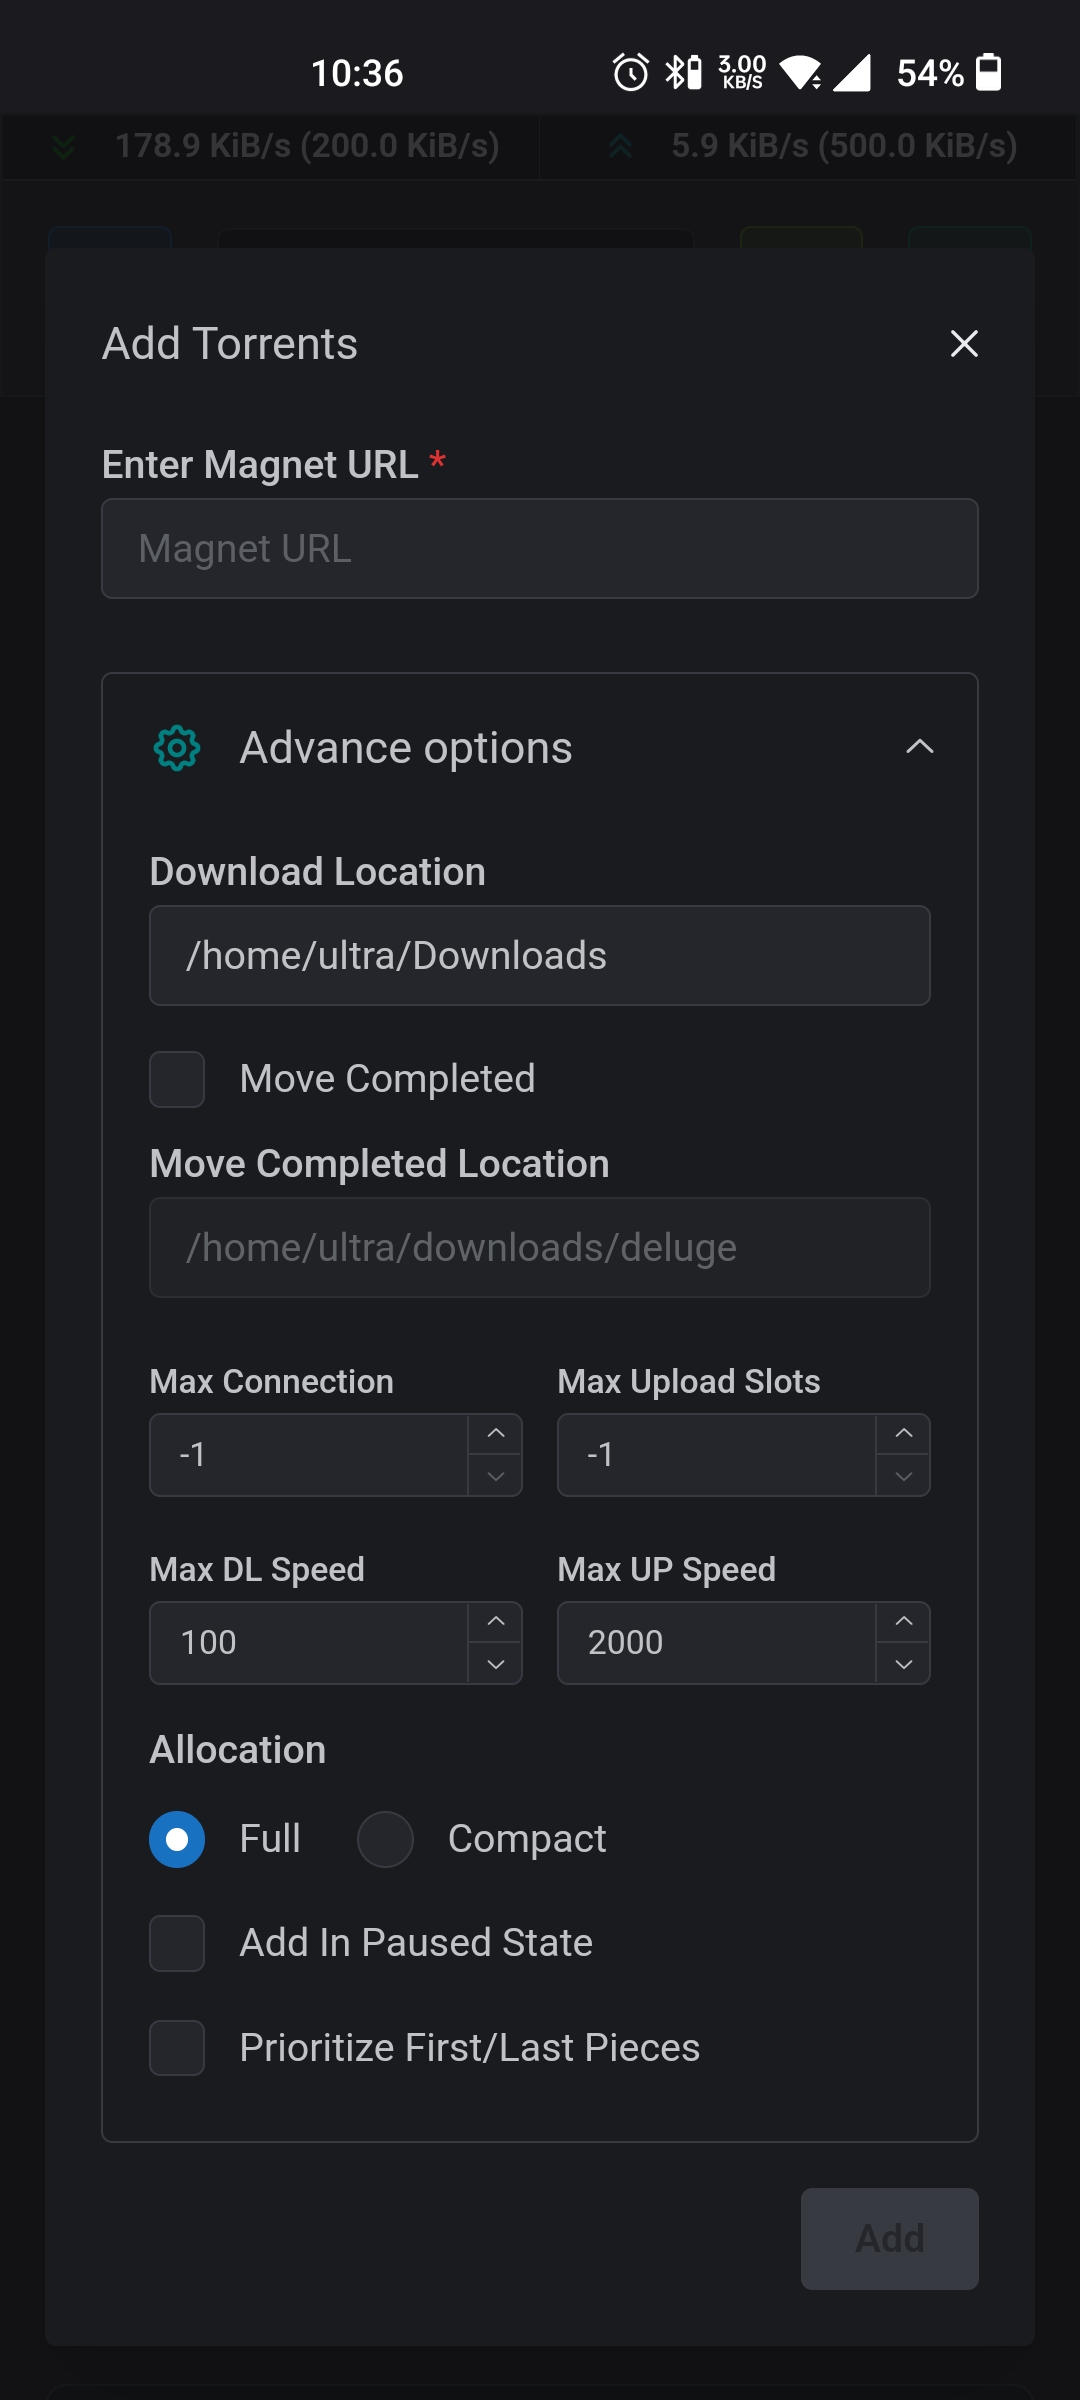 10:36
3.00
KB/S
54%
178.9 KiB/s (200.0 KiB/s)
5.9 KiB/s (500.0 KiB/s)
Add Torrents
Enter Magnet URL *
Magnet URL
Advance options
Download Location
/home/ultra/Downloads
Move Completed
Move Completed Location
/home/ultra/downloads/deluge
Max Connection
Max Upload Slots
-1
-1
Max DL Speed
Max UP Speed
100
2000
Allocation
Full
Compact
Add In Paused State
Prioritize First/Last Pieces
Add